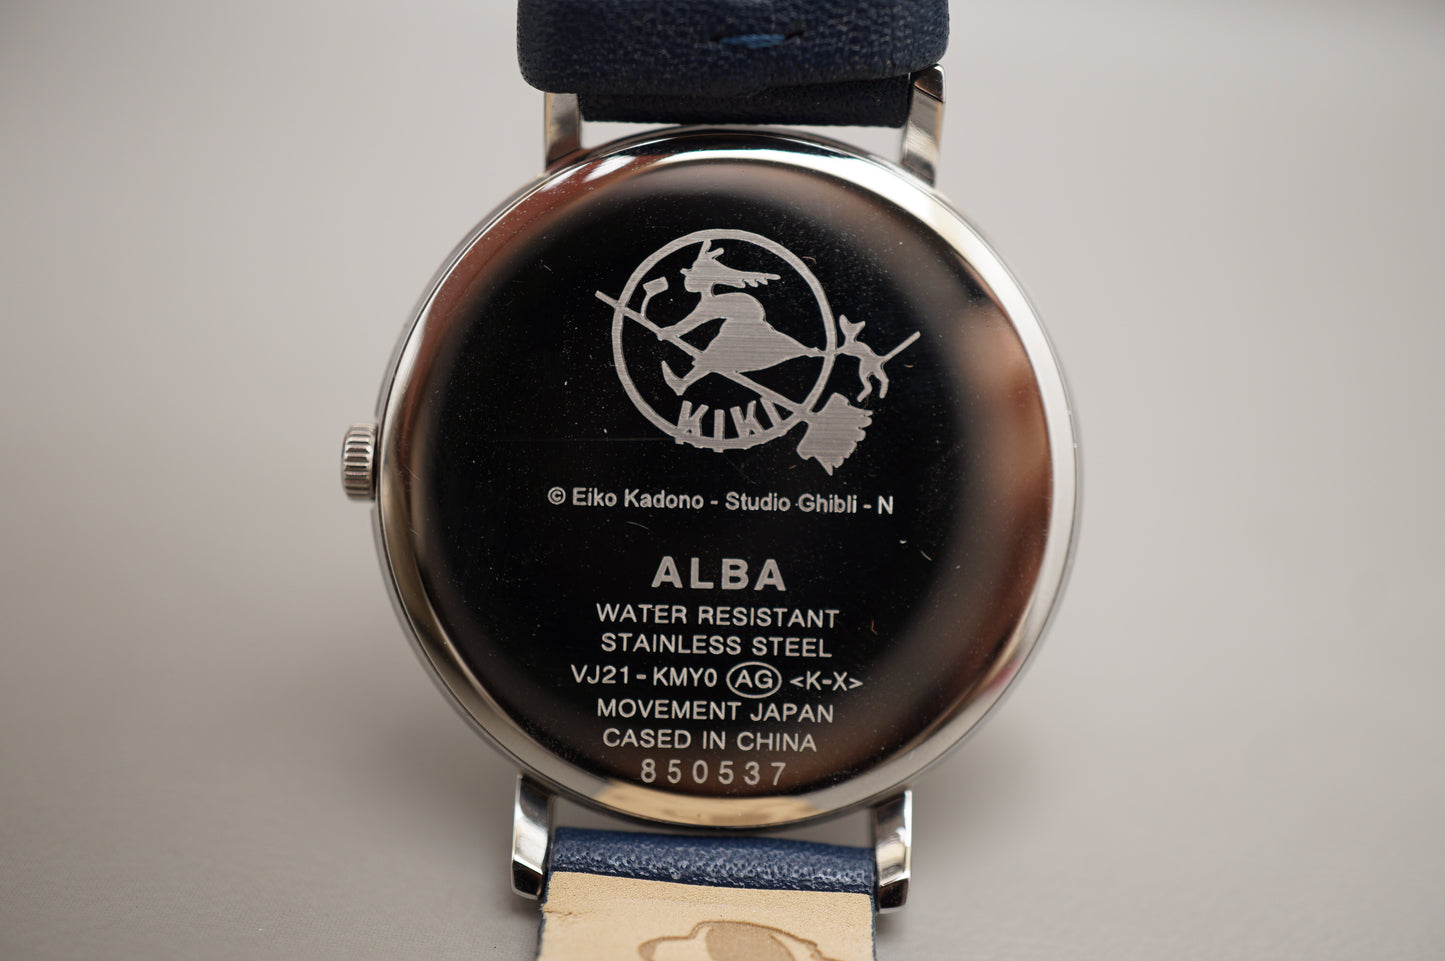 KIKI
© Eiko Kadono - Studio Ghibli - N
ALBA
WATER RESISTANT
STAINLESS STEEL
VJ21-KMY0 AG <K-X>
MOVEMENT JAPAN
CASED IN CHINA
850537